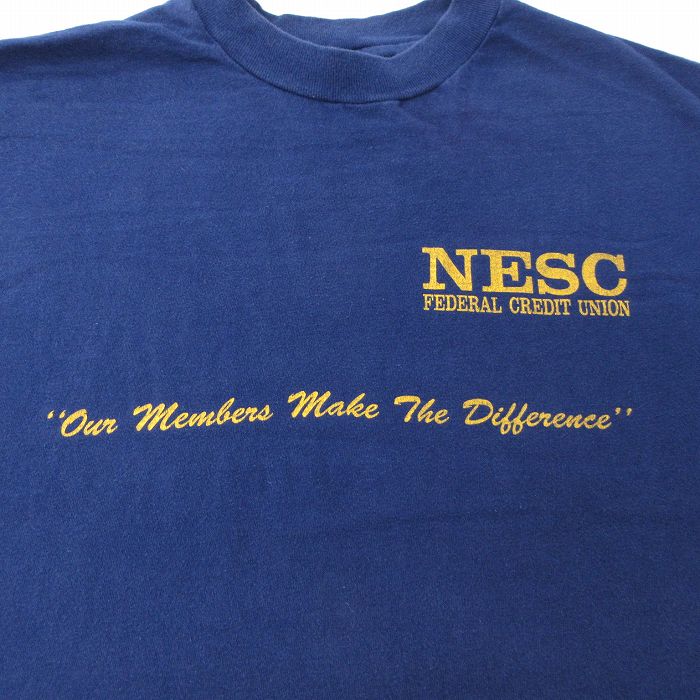 NESC
FEDERAL CREDIT UNION
"Our Members Make The Difference"